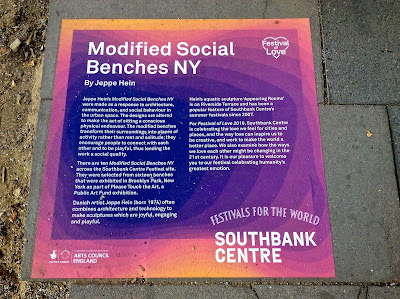 Modified Social
Benches NY
By Jeppe Hein
Festival
of Love
Jeppe Hein's Modified Social Benches NY
were made as a response to architecture,
communication, and social behaviour in
the urban space. The designs are altered
to make the act of sitting a conscious
physical endeavour. The modified benches
transform their surroundings into places of
activity rather than rest and solitude; they
encourage people to connect with each
other and to be playful, thus lending the
work a social quality.
There are ten Modified Social Benches NY
across the Southbank Centre Festival site.
They were selected from sixteen benches
that were exhibited in Brooklyn Park, New
York as part of Please Touch the Art, a
Public Art Fund exhibition.
Danish artist Jeppe Hein (born 1974) often
combines architecture and technology to
make sculptures which are joyful, engaging
and playful.
Hein's aquatic sculpture 'Appearing Rooms'
is on Riverside Terrace and has been a
popular feature of Southbank Centre's
summer Festivals since 2007.
For Festival of Love 2016, Southbank Centre
is celebrating the love we feel for cities and
places, and the way love can inspire us to
be creative, and work to make the world a
better place. We also examine how the ways
we love each other might be changing in the
21st century. It is our pleasure to welcome
you to our festival celebrating humanity's
greatest emotion.
FESTIVALS FOR THE WORLD
SOUTHBANK
CENTRE
ARTS COUNCIL
ENGLAND